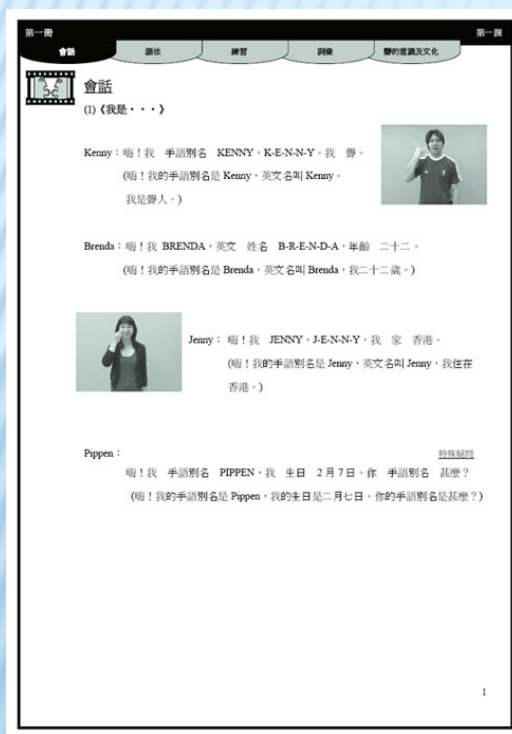 第一冊 第一課
會話 語法 練習 詞彙 聾的意識及文化
會話
(1)《我是・・・》
Kenny：嗨！我 手語別名 KENNY，K-E-N-N-Y。我 聾。
(嗨！我的手語別名是 Kenny，英文名叫 Kenny。
我是聾人。)
Brenda：嗨！我 BRENDA，英文 姓名 B-R-E-N-D-A，年齡 二十二。
(嗨！我的手語別名是 Brenda，英文名叫 Brenda，我二十二歲。)
Jenny： 嗨！我 JENNY，J-E-N-N-Y，我 家 香港。
(嗨！我的手語別名是 Jenny，英文名叫 Jenny，我住在
香港。)
Pippen：
特殊疑問
嗨！我 手語別名 PIPPEN，我 生日 2月7日。你 手語別名 甚麼？
(嗨！我的手語別名是 Pippen，我的生日是二月七日。你的手語別名是甚麼？)
1